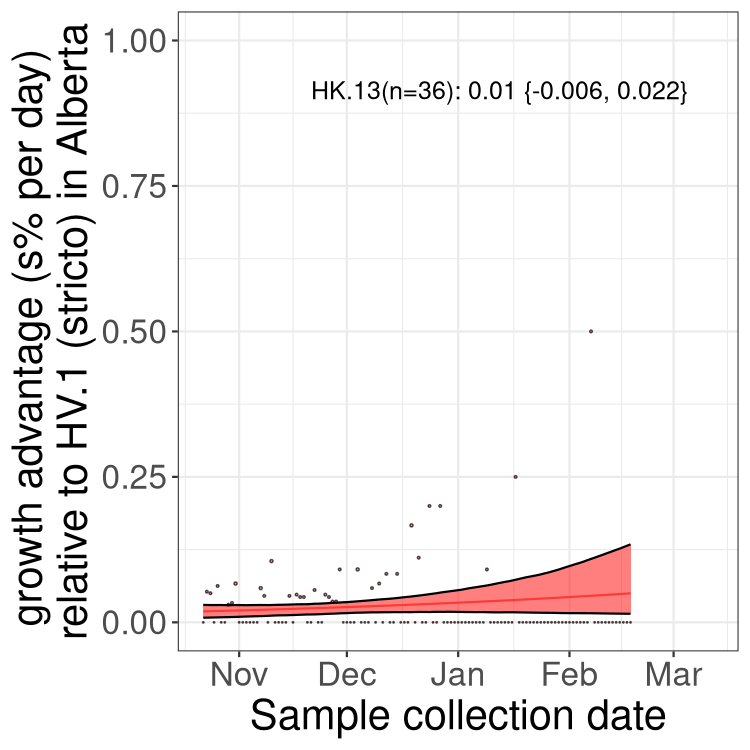 growth advantage (s% per day)
relative to HV.1 (stricto) in Alberta
1.00
0.75
0.50
0.25
0.00
HK.13(n=36): 0.01 {-0.006, 0.022}
Nov Dec Jan Feb Mar
Sample collection date